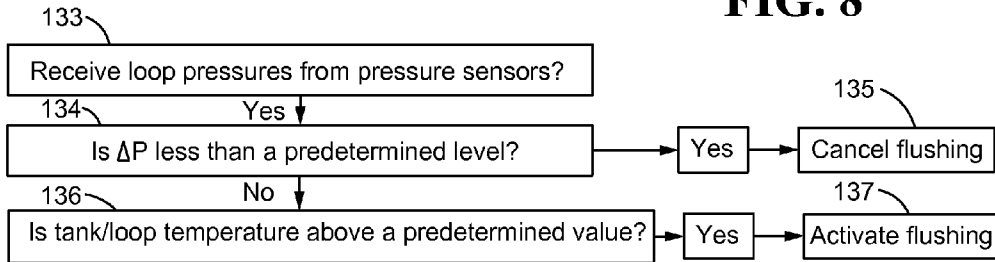 FIG. 8
133
Receive loop pressures from pressure sensors?
Yes
134
Is ΔP less than a predetermined level?
Yes
135
Cancel flushing
No
136
Is tank/loop temperature above a predetermined value?
Yes
137
Activate flushing